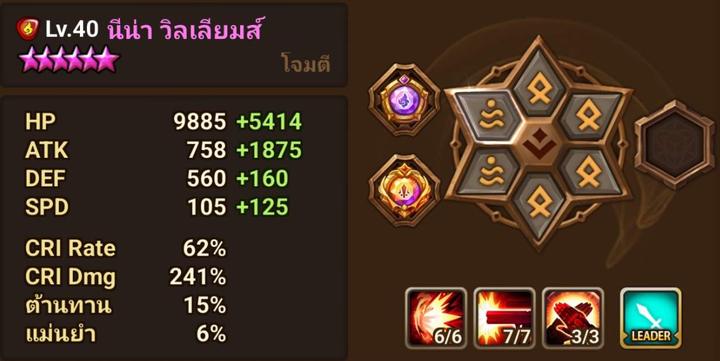 Lv.40 นีน่า วิลเลียมส์
โจมตี
HP 9885 +5414
ATK 758 +1875
DEF 560 +160
SPD 105 +125
CRI Rate 62%
CRI Dmg 241%
ต้านทาน 15%
แม่นยำ 6%
6/6 7/7 3/3 LEADER